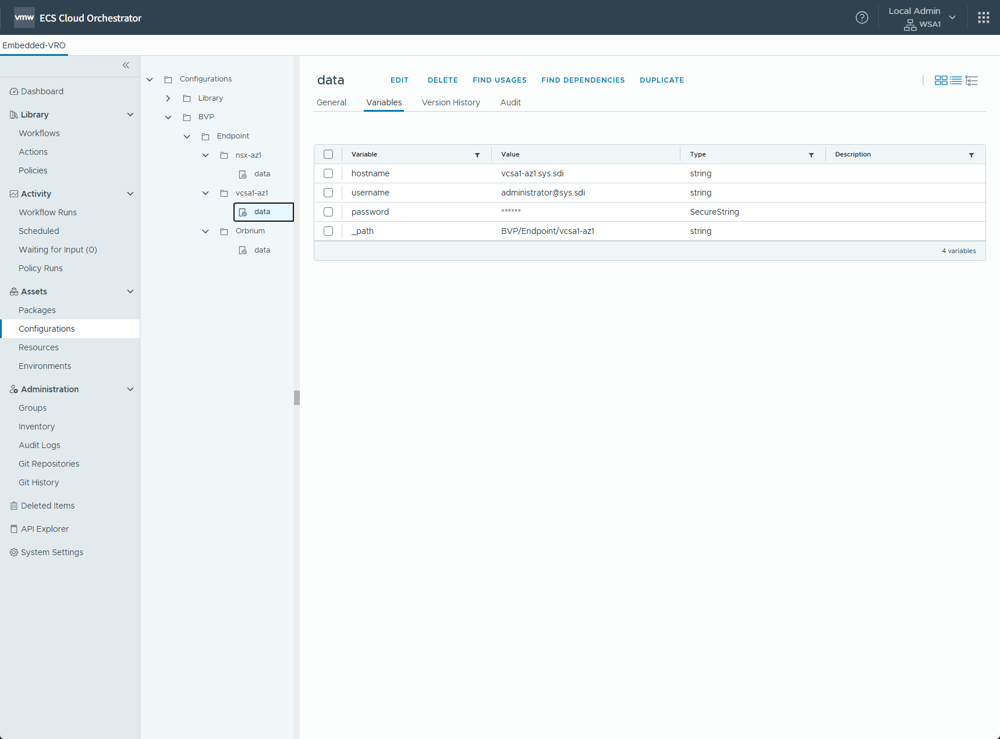 vmw ECS Cloud Orchestrator
Local Admin
WSA1
Embedded-VRO
Dashboard
Library
Workflows
Actions
Policies
Activity
Workflow Runs
Scheduled
Waiting for Input (0)
Policy Runs
Assets
Packages
Configurations
Resources
Environments
Administration
Groups
Inventory
Audit Logs
Git Repositories
Git History
Deleted Items
API Explorer
System Settings
Configurations
Library
BVP
Endpoint
nsx-az1
data
vcsa1-az1
data
Orbrium
data
data EDIT DELETE FIND USAGES FIND DEPENDENCIES DUPLICATE
General Variables Version History Audit
Variable Value Type Description
hostname vcsa1-az1.sys.sdi string
username administrator@sys.sdi string
password ****** SecureString
_path BVP/Endpoint/vcsa1-az1 string
4 variables